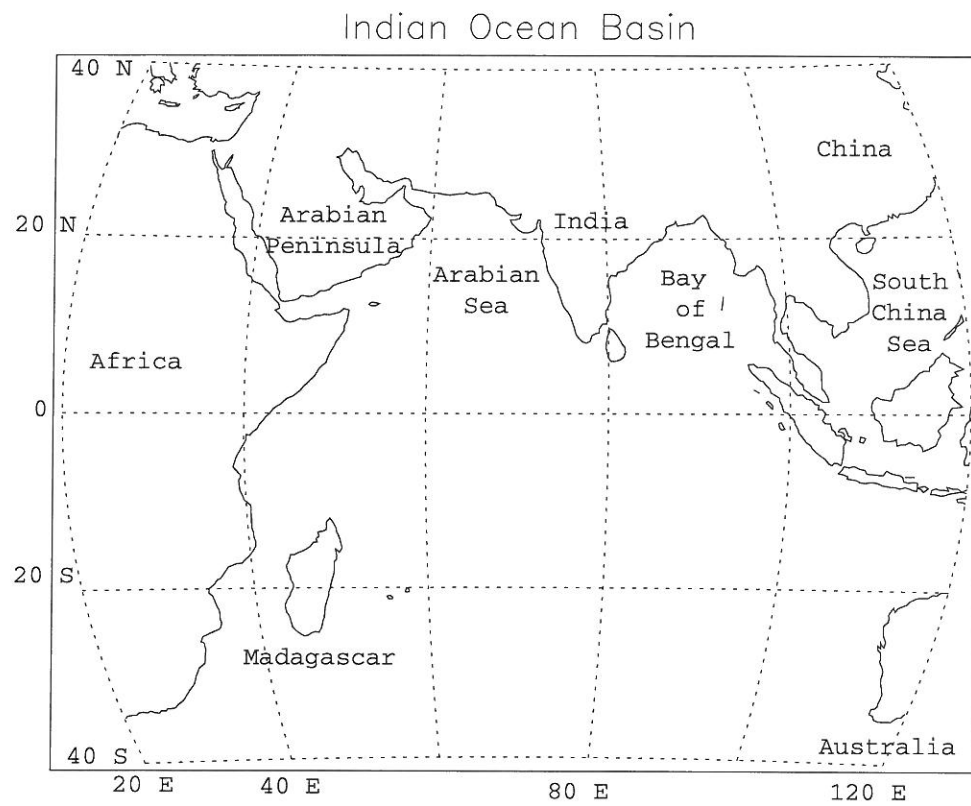 Indian Ocean Basin
40 N
China
20 N
Arabian
Peninsula
India
Arabian
Sea
Bay
of
Bengal
South
China
Sea
Africa
0
20 S
Madagascar
40 S
Australia
20 E
40 E
80 E
120 E